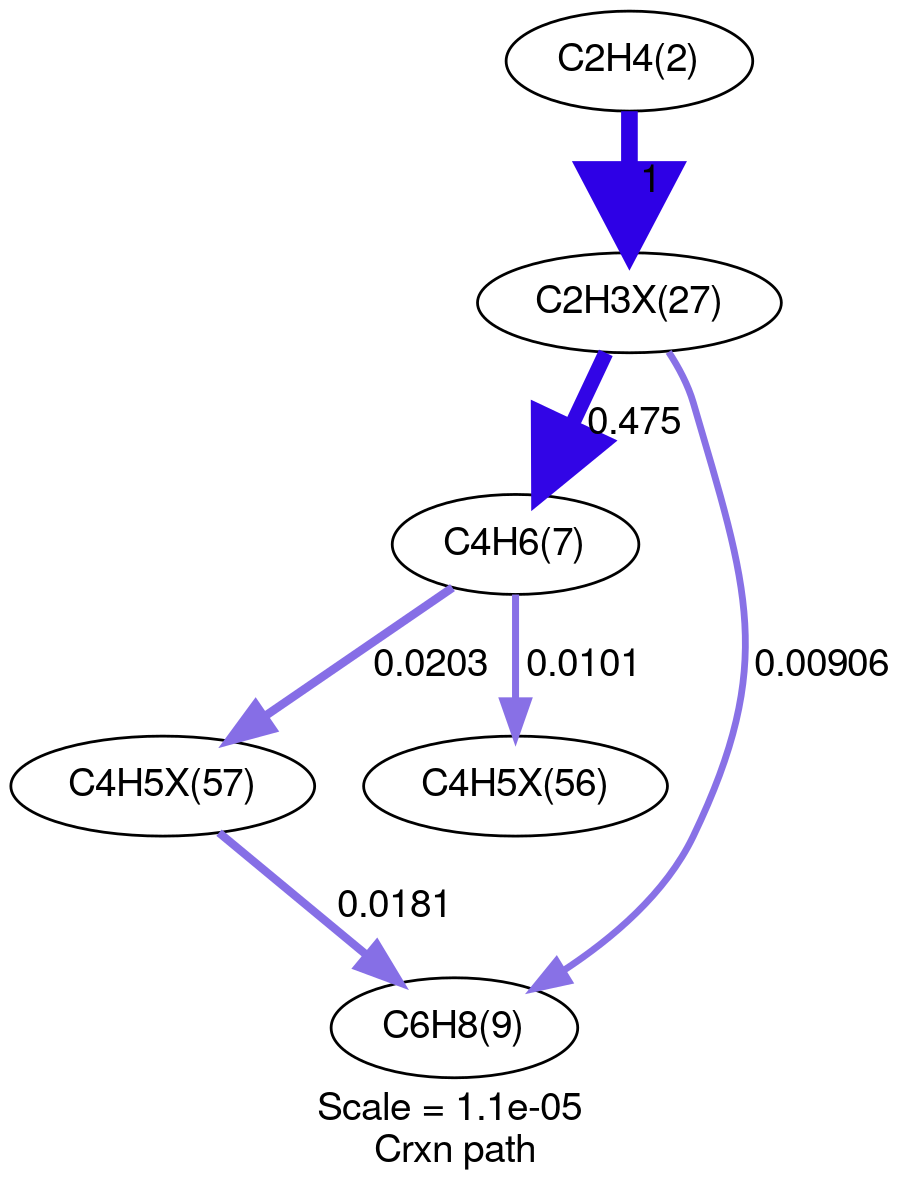 C2H4(2)
1
C2H3X(27)
0.475
C4H6(7)
0.0203
0.0101
0.00906
C4H5X(57)
C4H5X(56)
0.0181
C6H8(9)
Scale = 1.1e-05
Crxn path